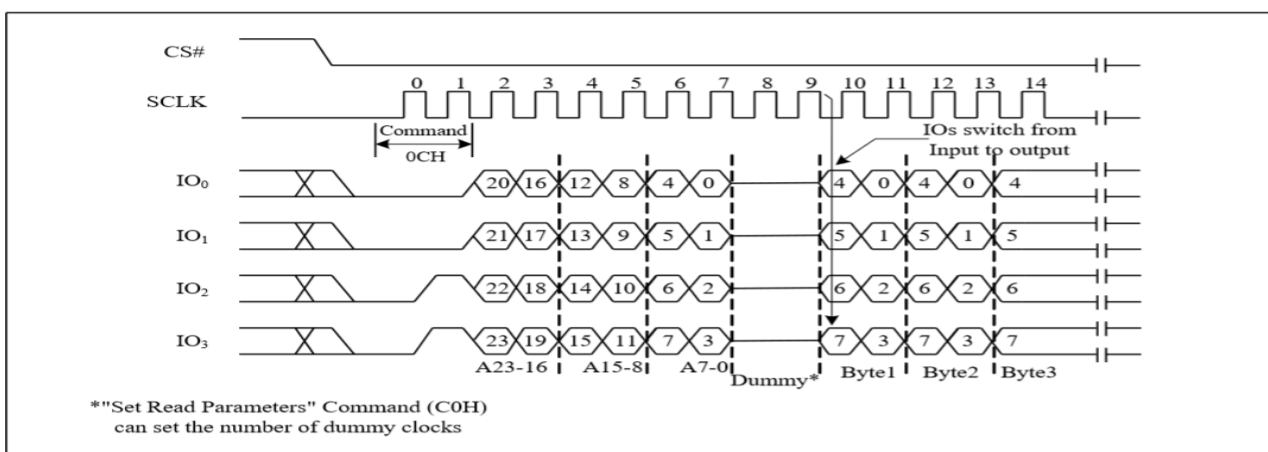 CS#
0 1 2 3 4 5 6 7 8 9 10 11 12 13 14
SCLK
Command
0CH
IOs switch from
Input to output
IO0 20 16 12 8 4 0 4 0 4 0 4
IO1 21 17 13 9 5 1 5 1 5 1 5
IO2 22 18 14 10 6 2 6 2 6 2 6
IO3 23 19 15 11 7 3 7 3 7 3 7
A23-16 A15-8 A7-0 Dummy* Byte1 Byte2 Byte3
*"Set Read Parameters" Command (C0H)
can set the number of dummy clocks